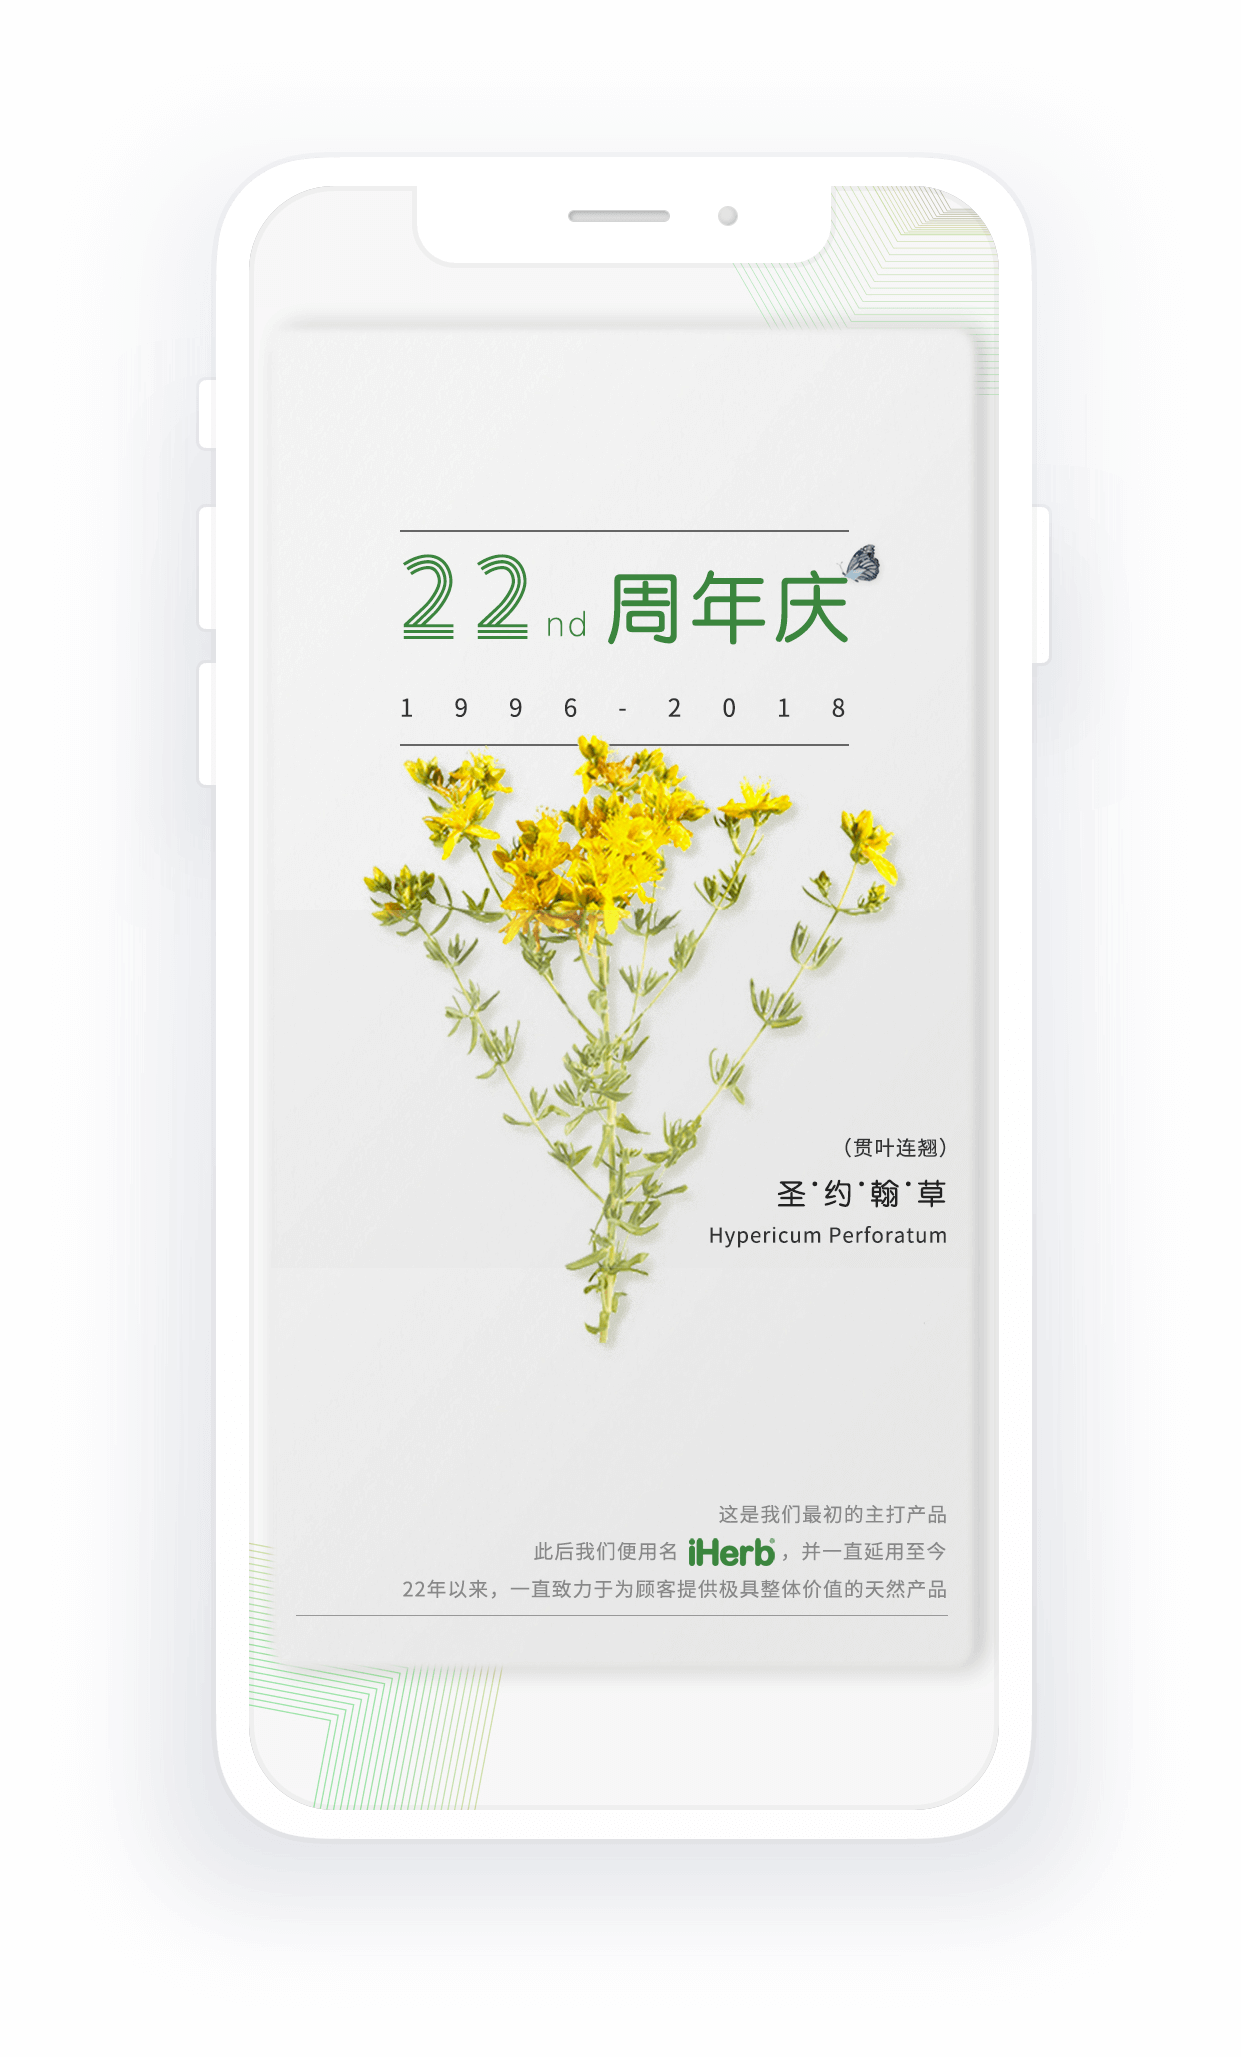 22nd 周年庆
1996-2018
（贯叶连翘）
圣·约·翰·草
Hypericum Perforatum
这是我们最初的主打产品
此后我们便用名 iHerb®，并一直延用至今
22年以来，一直致力于为顾客提供极具整体价值的天然产品